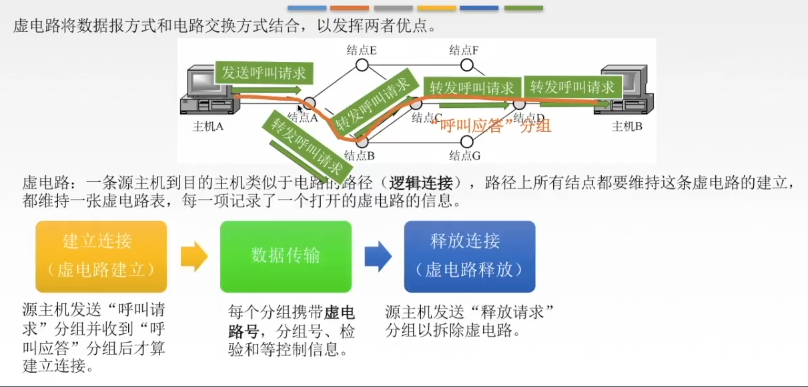 虚电路将数据报方式和电路交换方式结合，以发挥两者优点。
结点E
结点F
发送呼叫请求
转发呼叫请求
转发呼叫请求
转发呼叫请求
主机A
结点A
结点C
结点D
主机B
“呼叫应答”分组
转发呼叫请求
结点B
结点G
虚电路：一条源主机到目的主机类似于电路的路径（逻辑连接），路径上所有结点都要维持这条虚电路的建立，
都维持一张虚电路表，每一项记录了一个打开的虚电路的信息。
建立连接
（虚电路建立）
数据传输
释放连接
（虚电路释放）
源主机发送“呼叫请
求”分组并收到“呼
叫应答”分组后才算
建立连接。
每个分组携带虚电
路号，分组号、检
验和等控制信息。
源主机发送“释放请求”
分组以拆除虚电路。